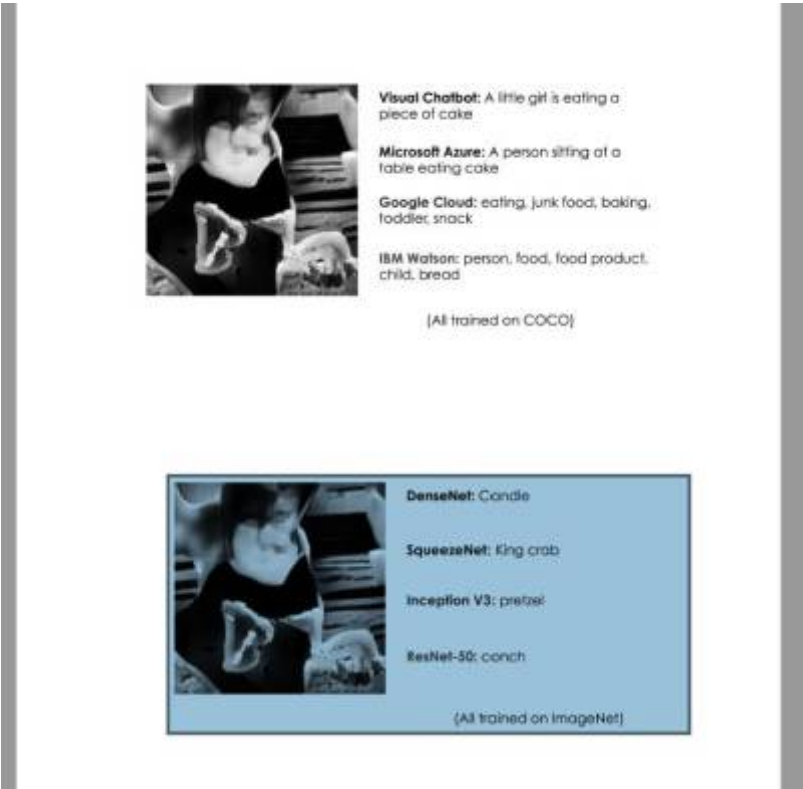 Visual Chatbot: A little girl is eating a
piece of cake
Microsoft Azure: A person sitting at a
table eating cake
Google Cloud: eating, junk food, baking,
toddler, snack
IBM Watson: person, food, food product,
child, bread
(All trained on COCO)
DenseNet: Candle
SqueezeNet: King crab
Inception V3: pretzel
ResNet-50: conch
(All trained on ImageNet)